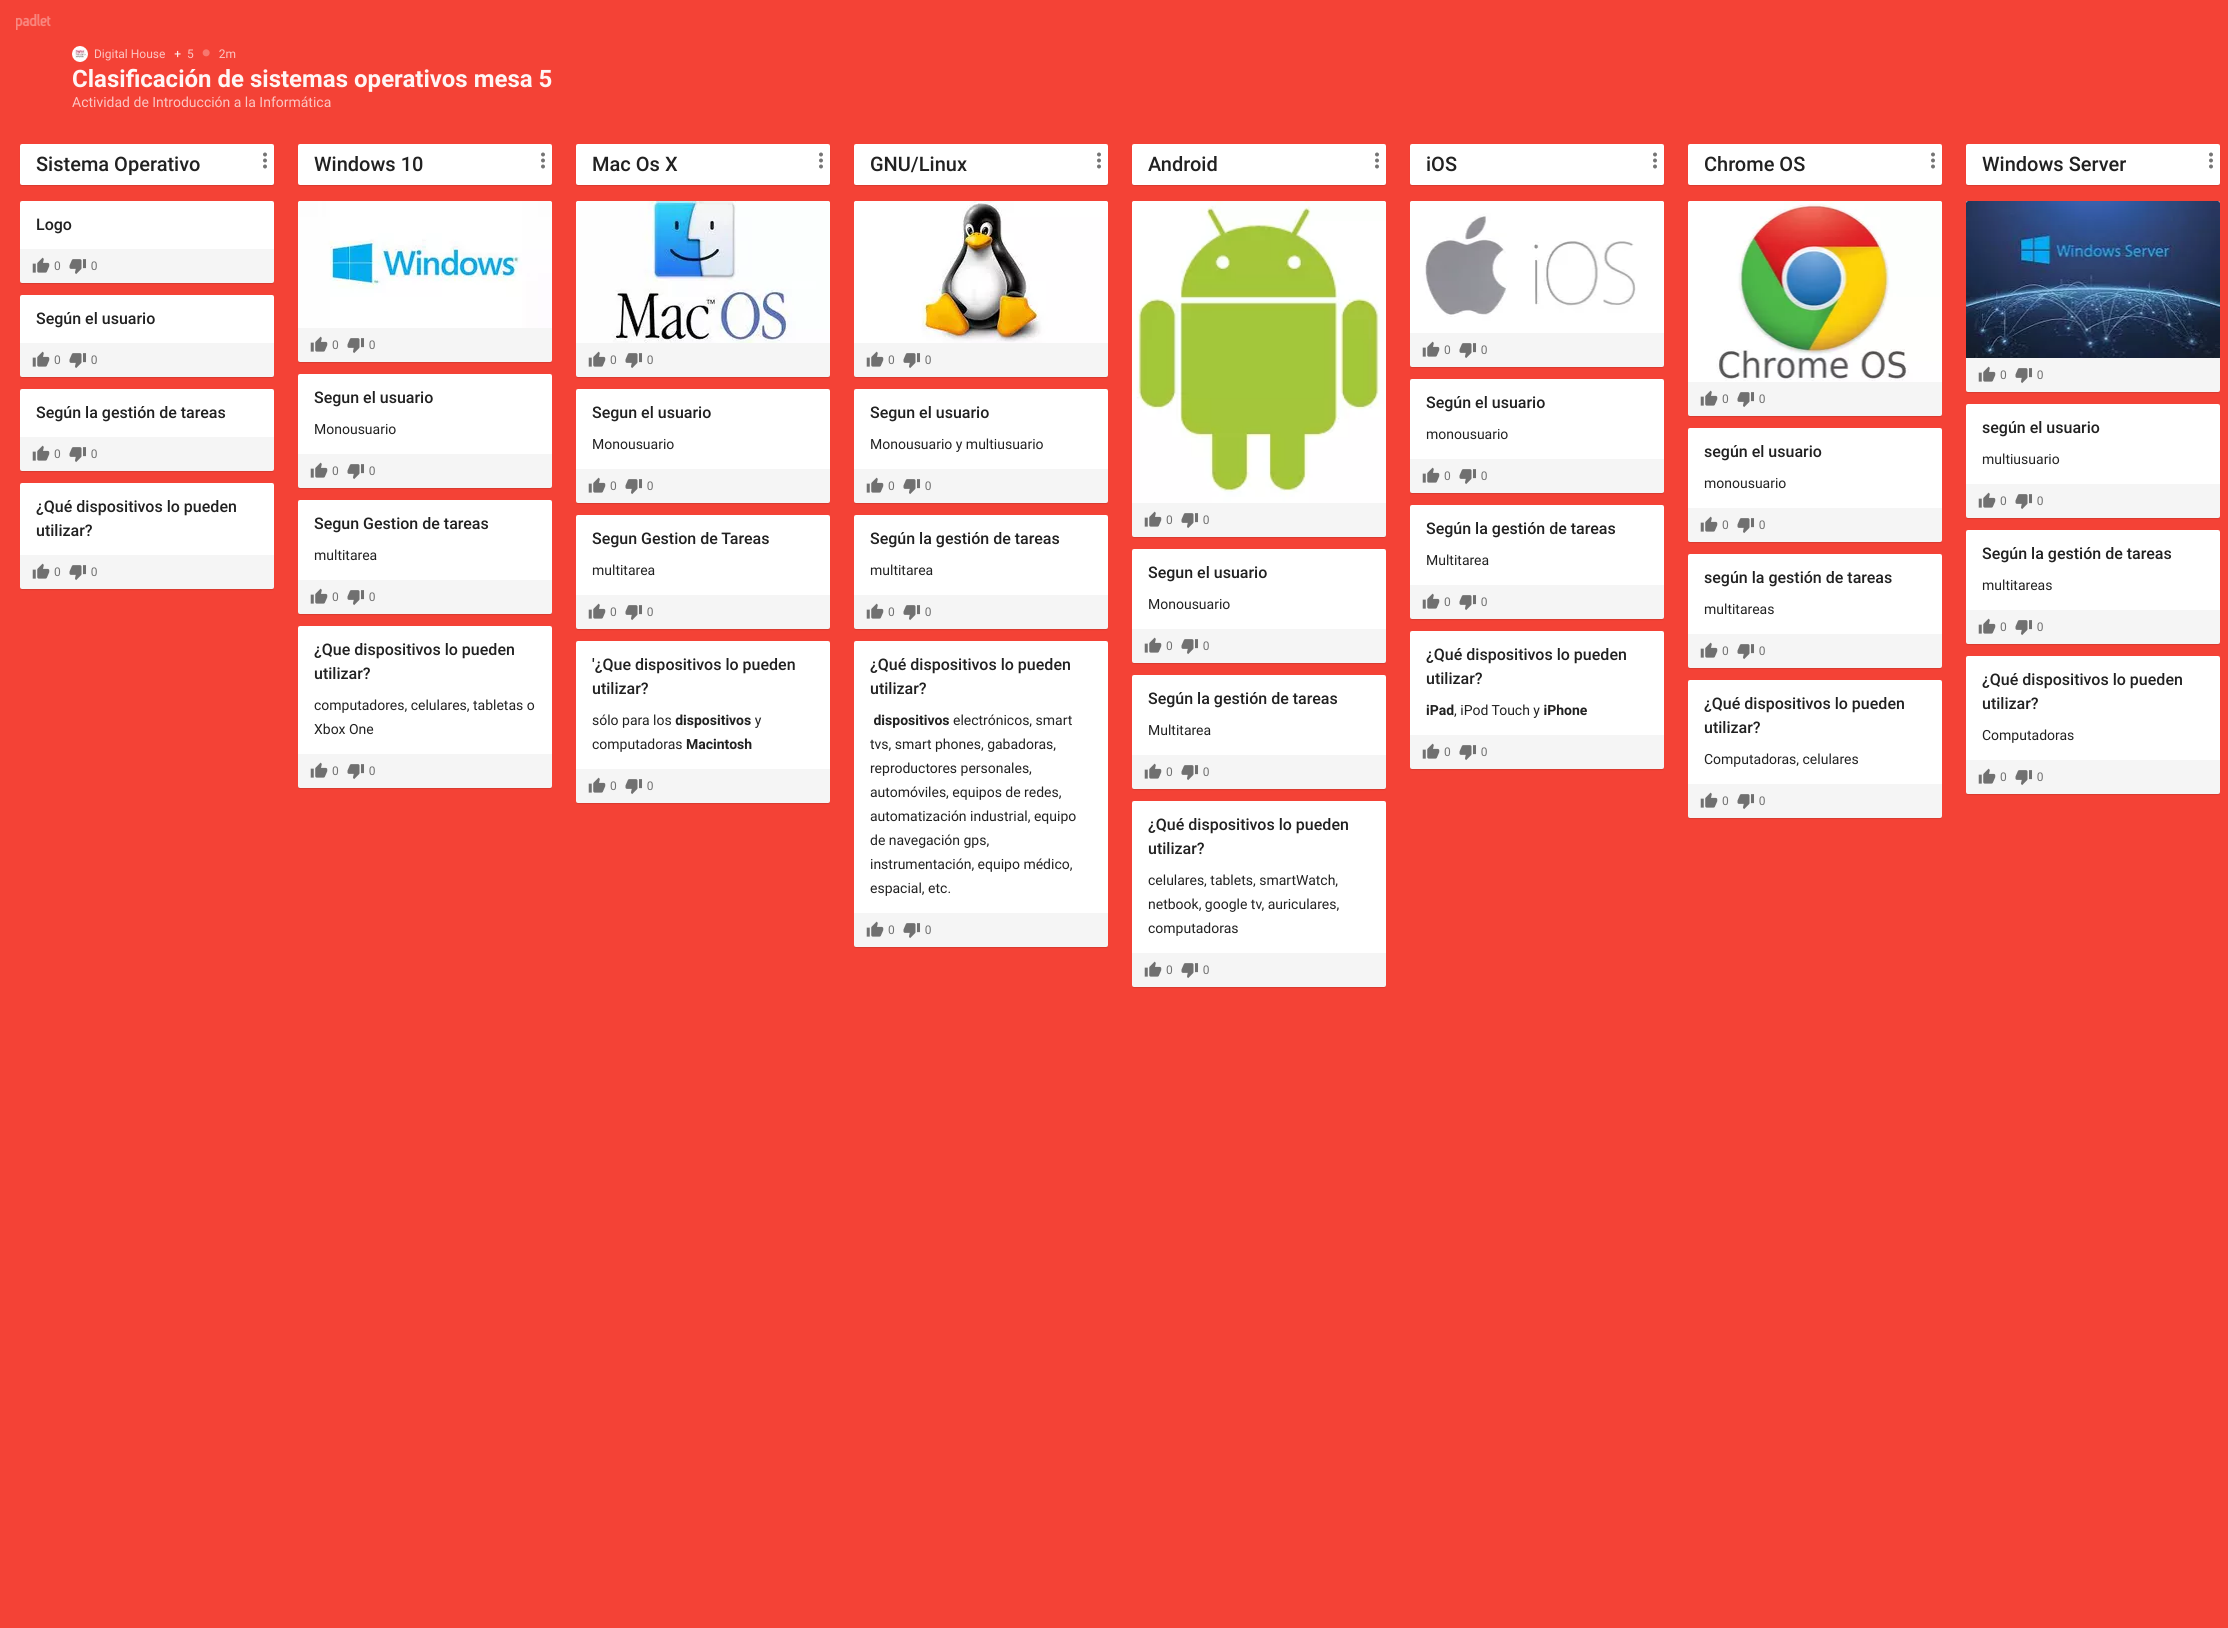 padlet
Digital House + 5 2m
Clasificación de sistemas operativos mesa 5
Actividad de Introducción a la Informática
Sistema Operativo
Logo
0 0
Según el usuario
0 0
Según la gestión de tareas
0 0
¿Qué dispositivos lo pueden
utilizar?
0 0
Windows 10
Windows
0 0
Segun el usuario
Monousuario
0 0
Segun Gestion de tareas
multitarea
0 0
¿Que dispositivos lo pueden
utilizar?
computadores, celulares, tabletas o
Xbox One
0 0
Mac Os X
Mac™ OS
0 0
Segun el usuario
Monousuario
0 0
Segun Gestion de Tareas
multitarea
0 0
'¿Que dispositivos lo pueden
utilizar?
sólo para los dispositivos y
computadoras Macintosh
0 0
GNU/Linux
0 0
Segun el usuario
Monousuario y multiusuario
0 0
Según la gestión de tareas
multitarea
0 0
¿Qué dispositivos lo pueden
utilizar?
dispositivos electrónicos, smart
tvs, smart phones, gabadoras,
reproductores personales,
automóviles, equipos de redes,
automatización industrial, equipo
de navegación gps,
instrumentación, equipo médico,
espacial, etc.
0 0
Android
0 0
Segun el usuario
Monousuario
0 0
Según la gestión de tareas
Multitarea
0 0
¿Qué dispositivos lo pueden
utilizar?
celulares, tablets, smartWatch,
netbook, google tv, auriculares,
computadoras
0 0
iOS
iOS
0 0
Según el usuario
monousuario
0 0
Según la gestión de tareas
Multitarea
0 0
¿Qué dispositivos lo pueden
utilizar?
iPad, iPod Touch y iPhone
0 0
Chrome OS
Chrome OS
0 0
según el usuario
monousuario
0 0
según la gestión de tareas
multitareas
0 0
¿Qué dispositivos lo pueden
utilizar?
Computadoras, celulares
0 0
Windows Server
Windows Server
0 0
según el usuario
multiusuario
0 0
Según la gestión de tareas
multitareas
0 0
¿Qué dispositivos lo pueden
utilizar?
Computadoras
0 0